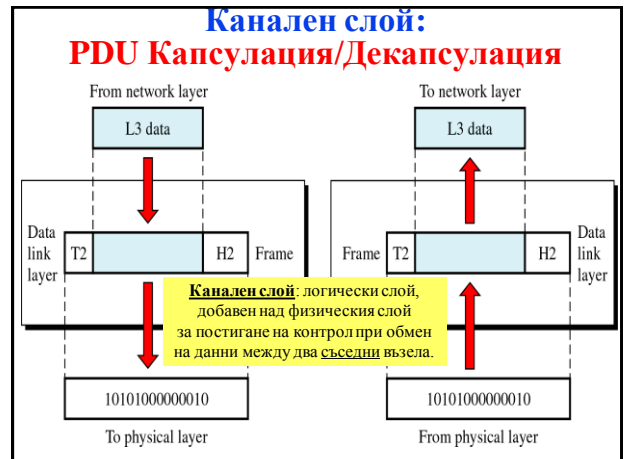 Канален слой:
PDU Капсулация/Декапсулация
From network layer
L3 data
Data
link
layer
T2
H2
Frame
10101000000010
To physical layer
To network layer
L3 data
Frame
T2
H2
Data
link
layer
10101000000010
From physical layer
Канален слой: логически слой,
добавен над физическия слой
за постигане на контрол при обмен
на данни между два съседни възела.